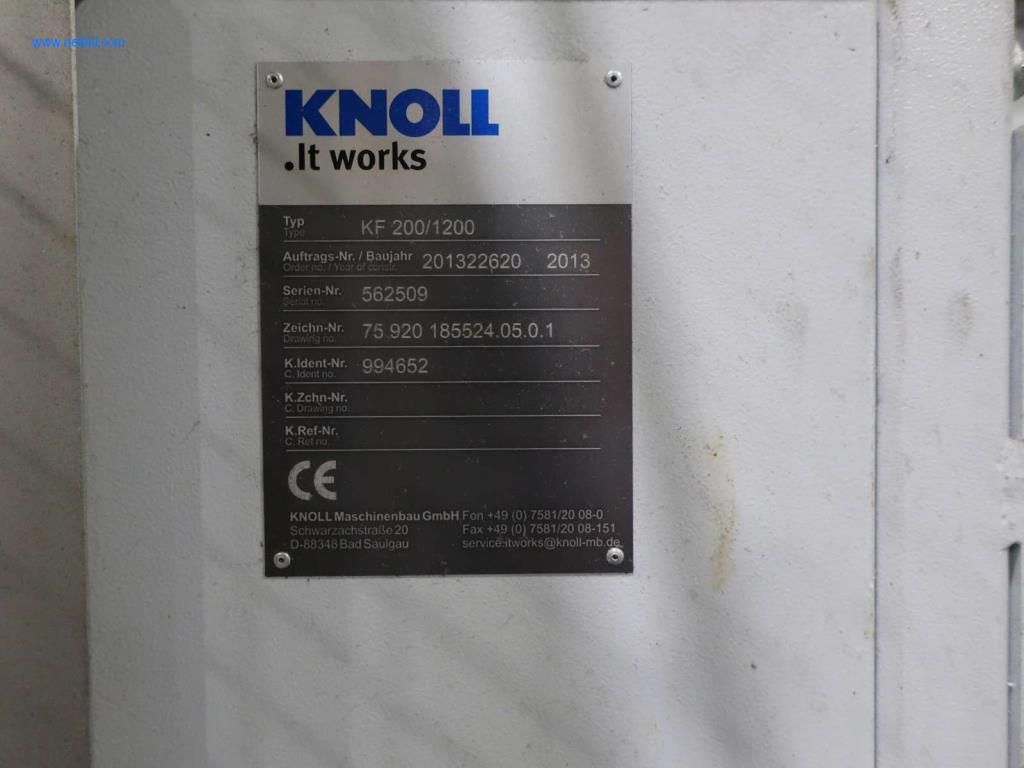 www.netbid.com
KNOLL
.It works
Typ KF 200/1200
Type
Auftrags-Nr. / Baujahr 201322620 2013
Order no. / Year of constr.
Serien-Nr. 562509
Serial no.
Zeichn-Nr. 75.920 185524.05.0.1
Drawing no.
K.Ident-Nr. 994652
C. Ident no.
K.Zchn-Nr.
C. Drawing no.
K.Ref-Nr.
C. Ref no.
CE
KNOLL Maschinenbau GmbH Fon +49 (0) 7581/20 08-0
Schwarzachstraße 20 Fax +49 (0) 7581/20 08-151
D-88348 Bad Saulgau service.itworks@knoll-mb.de